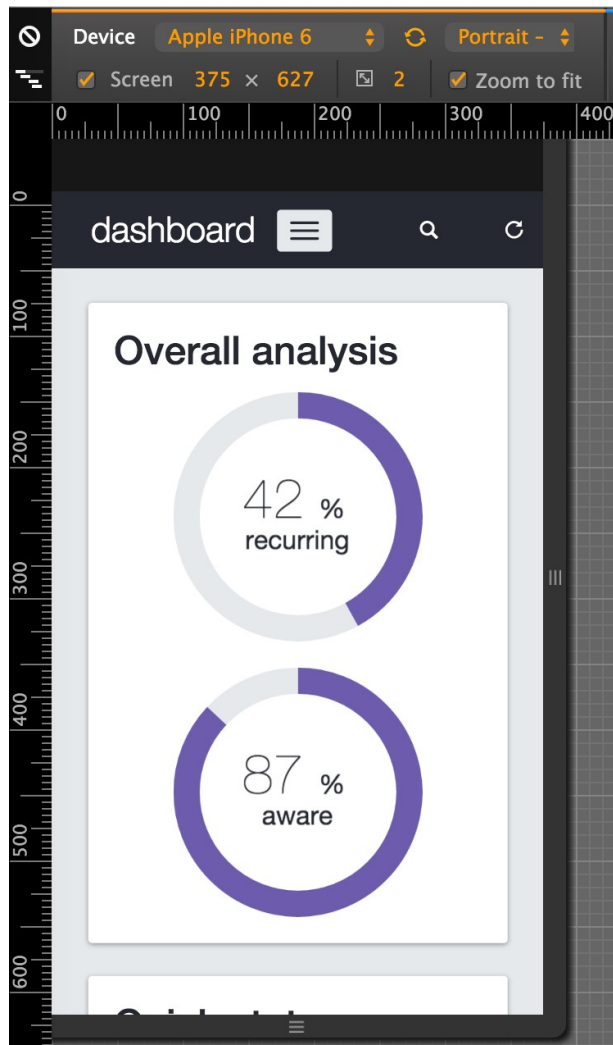 Device Apple iPhone 6 Portrait -
Screen 375 × 627 2 Zoom to fit
0 100 200 300 400
0
100
200
300
400
500
600
dashboard
Overall analysis
42 %
recurring
87 %
aware